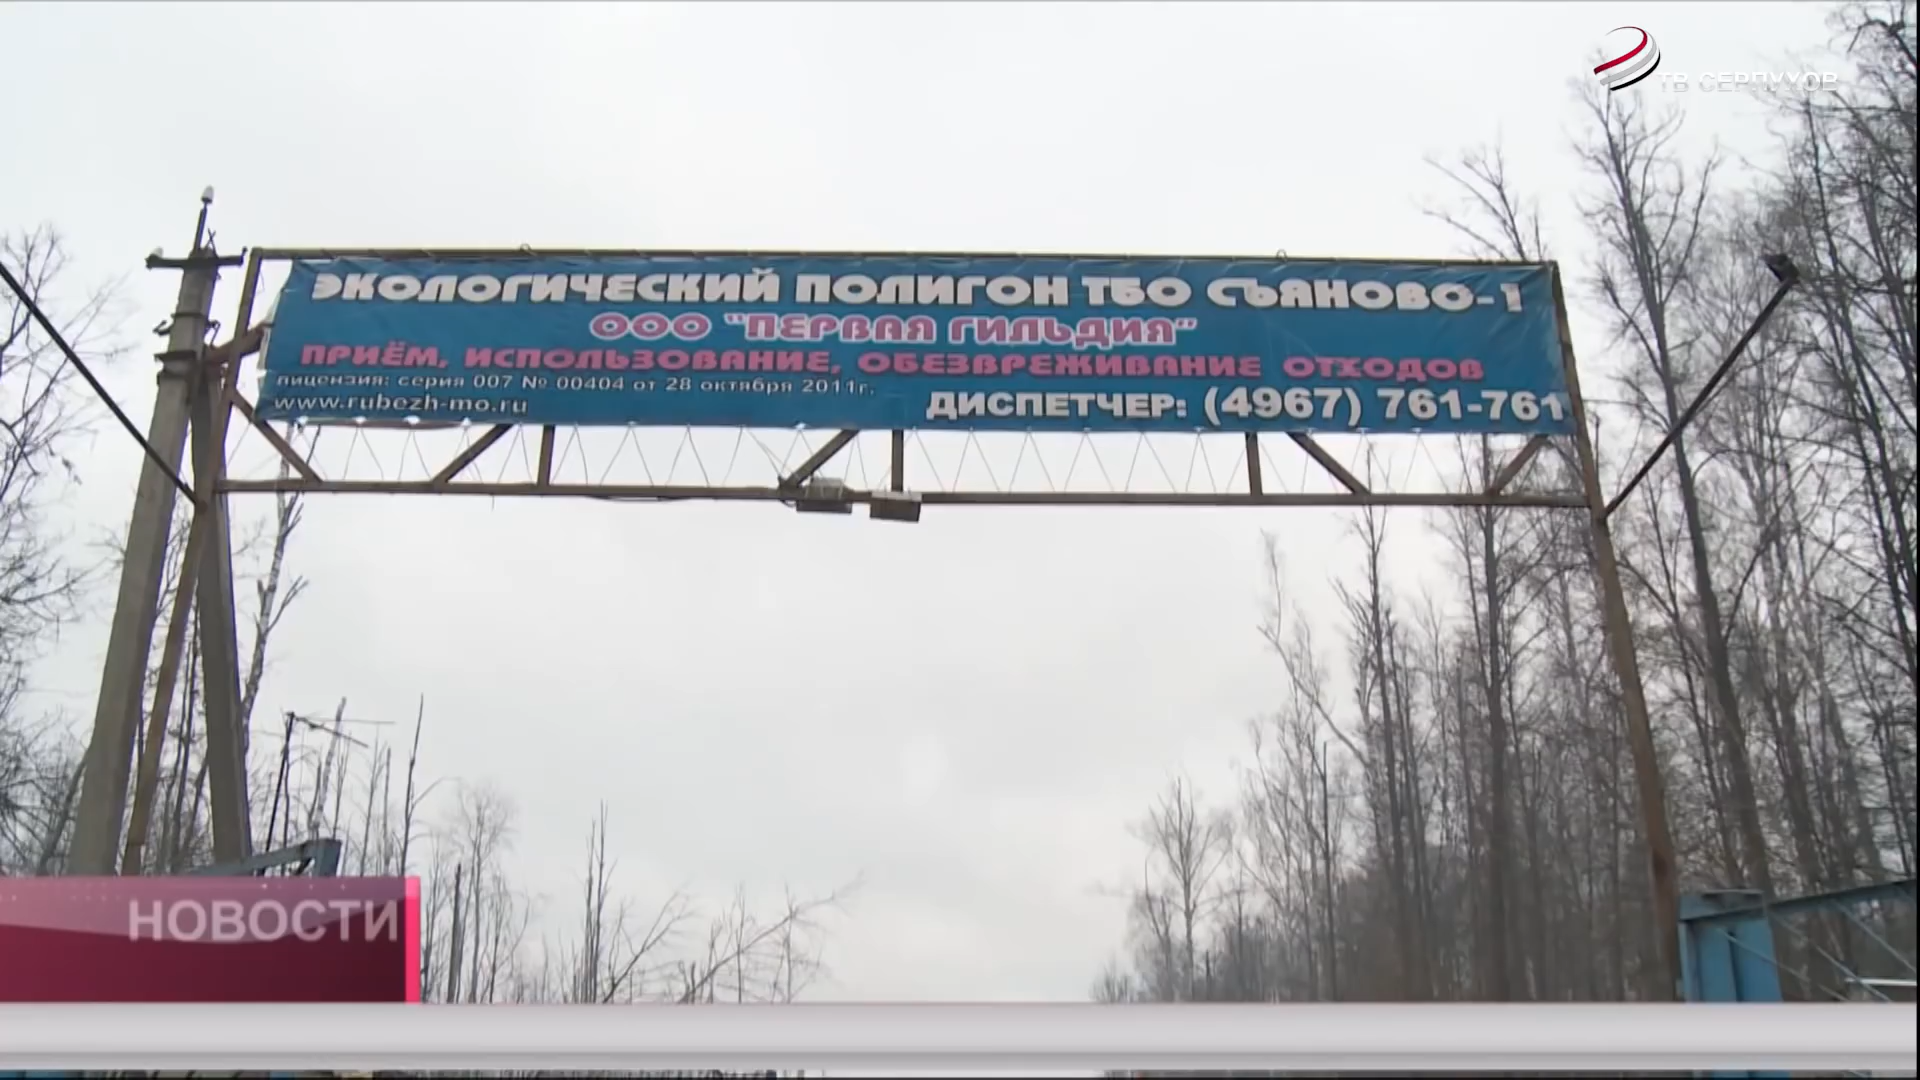 ТВ СЕРПУХОВ
ЭКОЛОГИЧЕСКИЙ ПОЛИГОН ТБО СЪЯНОВО-1
ООО "ПЕРВАЯ ГИЛЬДИЯ"
ПРИЁМ, ИСПОЛЬЗОВАНИЕ, ОБЕЗВРЕЖИВАНИЕ ОТХОДОВ
лицензия: серия 007 № 00404 от 28 октября 2011г.
www.rubezh-mo.ru
ДИСПЕТЧЕР: (4967) 761-761
НОВОСТИ